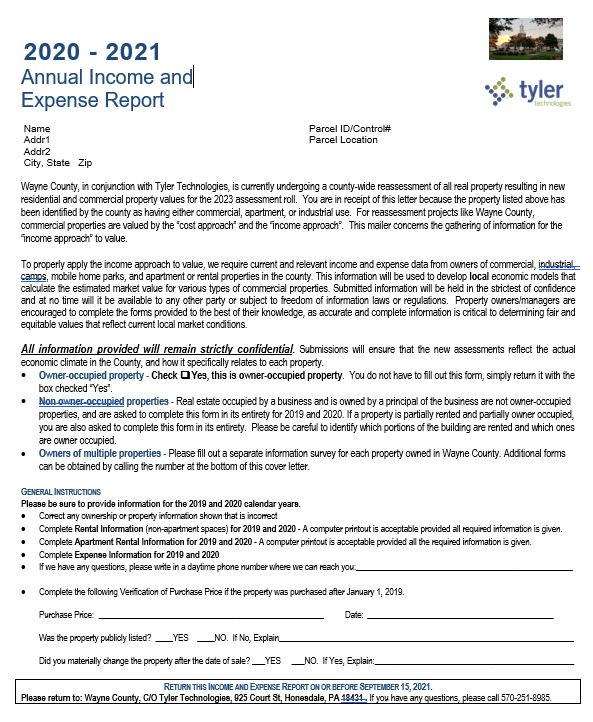 2020 - 2021
Annual Income and
Expense Report
tyler
technologies
Name
Addr1
Addr2
City, State Zip
Parcel ID/Control#
Parcel Location
Wayne County, in conjunction with Tyler Technologies, is currently undergoing a county-wide reassessment of all real property resulting in new
residential and commercial property values for the 2023 assessment roll. You are in receipt of this letter because the property listed above has
been identified by the county as having either commercial, apartment, or industrial use. For reassessment projects like Wayne County,
commercial properties are valued by the “cost approach” and the “income approach”. This mailer concerns the gathering of information for the
“income approach” to value.
To properly apply the income approach to value, we require current and relevant income and expense data from owners of commercial, industrial,
camps, mobile home parks, and apartment or rental properties in the county. This information will be used to develop local economic models that
calculate the estimated market value for various types of commercial properties. Submitted information will be held in the strictest of confidence
and at no time will it be available to any other party or subject to freedom of information laws or regulations. Property owners/managers are
encouraged to complete the forms provided to the best of their knowledge, as accurate and complete information is critical to determining fair and
equitable values that reflect current local market conditions.
All information provided will remain strictly confidential. Submissions will ensure that the new assessments reflect the actual
economic climate in the County, and how it specifically relates to each property.
• Owner-occupied property - Check ❑Yes, this is owner-occupied property. You do not have to fill out this form, simply return it with the
box checked “Yes”.
• Non owner-occupied properties - Real estate occupied by a business and is owned by a principal of the business are not owner-occupied
properties, and are asked to complete this form in its entirety for 2019 and 2020. If a property is partially rented and partially owner occupied,
you are also asked to complete this form in its entirety. Please be careful to identify which portions of the building are rented and which ones
are owner occupied.
• Owners of multiple properties - Please fill out a separate information survey for each property owned in Wayne County. Additional forms
can be obtained by calling the number at the bottom of this cover letter.
GENERAL INSTRUCTIONS
Please be sure to provide information for the 2019 and 2020 calendar years.
• Correct any ownership or property information shown that is incorrect
• Complete Rental Information (non-apartment spaces) for 2019 and 2020 - A computer printout is acceptable provided all required information is given.
• Complete Apartment Rental Information for 2019 and 2020 - A computer printout is acceptable provided all the required information is given.
• Complete Expense Information for 2019 and 2020
• If we have any questions, please write in a daytime phone number where we can reach you:
• Complete the following Verification of Purchase Price if the property was purchased after January 1, 2019.
Purchase Price: Date:
Was the property publicly listed? ____YES ____NO. If No, Explain
Did you materially change the property after the date of sale? ___YES ___NO. If Yes, Explain:
RETURN THIS INCOME AND EXPENSE REPORT ON OR BEFORE SEPTEMBER 15, 2021.
Please return to: Wayne County, C/O Tyler Technologies, 925 Court St, Honesdale, PA 18431. If you have any questions, please call 570-251-8985.